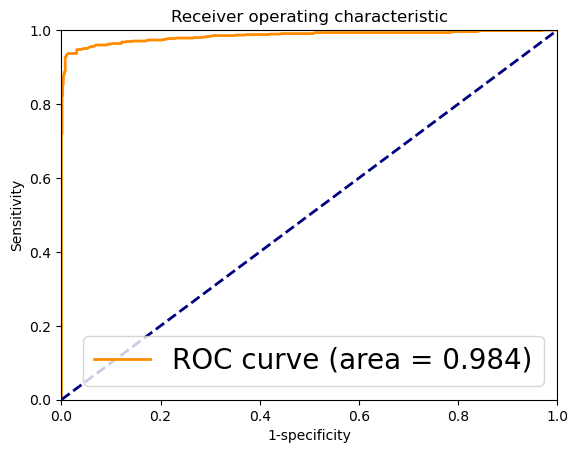 Receiver operating characteristic
1.0
0.8
0.6
0.4
0.2
0.0
Sensitivity
ROC curve (area = 0.984)
0.0 0.2 0.4 0.6 0.8 1.0
1-specificity